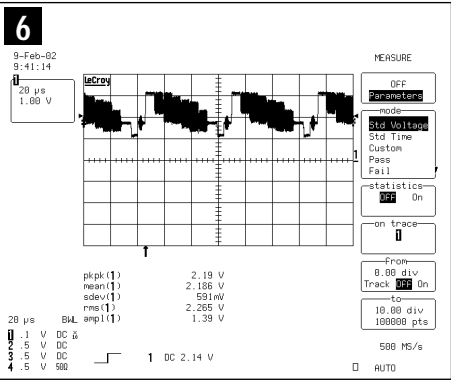 6
9-Feb-02
9:41:14
1
20 µs
1.00 V
LeCroy
1
pkpk(1) 2.19 V
mean(1) 2.186 V
sdev(1) 591mV
rms(1) 2.265 V
ampl(1) 1.39 V
20 µs BWL
1 .1 V DC X10
2 .5 V DC
3 .5 V DC
4 .5 V 50Ω
1 DC 2.14 V
MEASURE
OFF
Parameters
mode
Std Voltage
Std Time
Custom
Pass
Fail
statistics
OFF On
on trace
1
from
0.00 div
Track OFF On
to
10.00 div
100000 pts
500 MS/s
AUTO